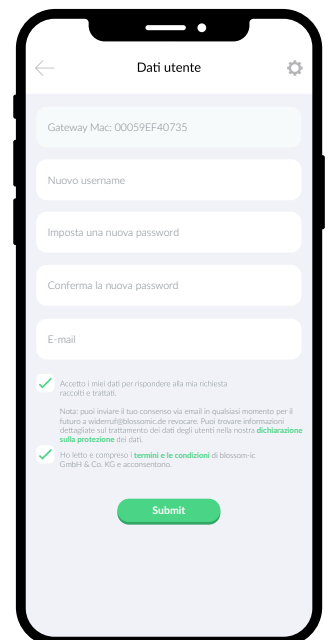 Dati utente
Gateway Mac: 00059EF40735
Nuovo username
Imposta una nuova password
Conferma la nuova password
E-mail
Accetto i miei dati per rispondere alla mia richiesta
raccolti e trattati.
Nota: puoi inviare il tuo consenso via email in qualsiasi momento per il
futuro a widerruf@blossomic.de revocare. Puoi trovare informazioni
dettagliate sul trattamento dei dati degli utenti nella nostra dichiarazione
sulla protezione dei dati.
Ho letto e compreso i termini e le condizioni di blossom-ic
GmbH & Co. KG e acconsentono.
Submit